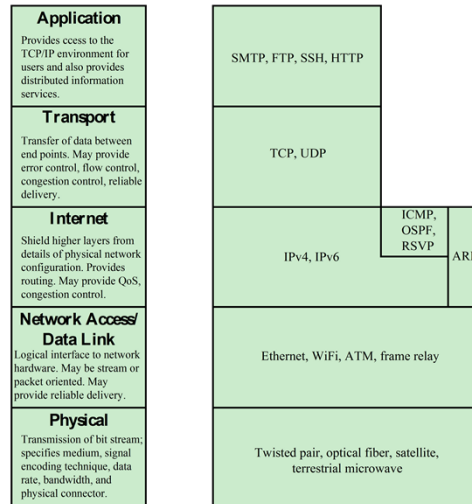 Application
Provides ccess to the
TCP/IP environment for
users and also provides
distributed information
services.
SMTP, FTP, SSH, HTTP
Transport
Transfer of data between
end points. May provide
error control, flow control,
congestion control, reliable
delivery.
TCP, UDP
Internet
Shield higher layers from
details of physical network
configuration. Provides
routing. May provide QoS,
congestion control.
IPv4, IPv6
ICMP,
OSPF,
RSVP
Network Access/
Data Link
Logical interface to network
hardware. May be stream or
packet oriented. May
provide reliable delivery.
Ethernet, WiFi, ATM, frame relay
Physical
Transmission of bit stream;
specifies medium, signal
encoding technique, data
rate, bandwidth, and
physical connector.
Twisted pair, optical fiber, satellite,
terrestrial microwave